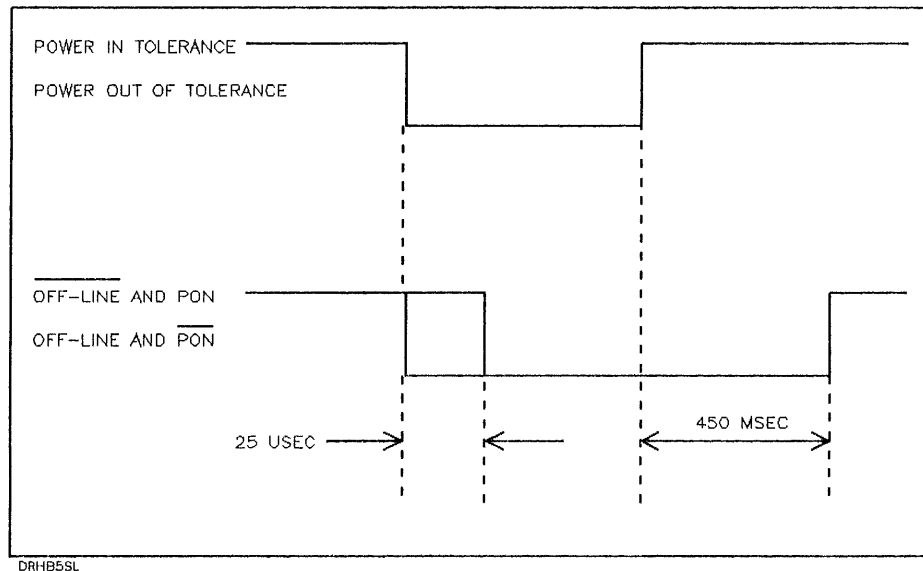 POWER IN TOLERANCE
POWER OUT OF TOLERANCE
OFF-LINE AND PON
OFF-LINE AND PON
25 USEC
450 MSEC
DRHB5SL